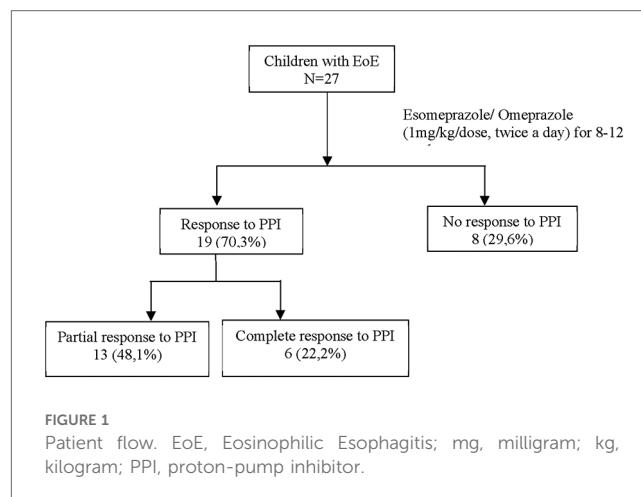 Children with EoE
N=27
Esomeprazole/ Omeprazole
(1mg/kg/dose, twice a day) for 8-12
Response to PPI
19 (70,3%)
No response to PPI
8 (29,6%)
Partial response to PPI
13 (48,1%)
Complete response to PPI
6 (22,2%)
FIGURE 1
Patient flow. EoE, Eosinophilic Esophagitis; mg, milligram; kg,
kilogram; PPI, proton-pump inhibitor.